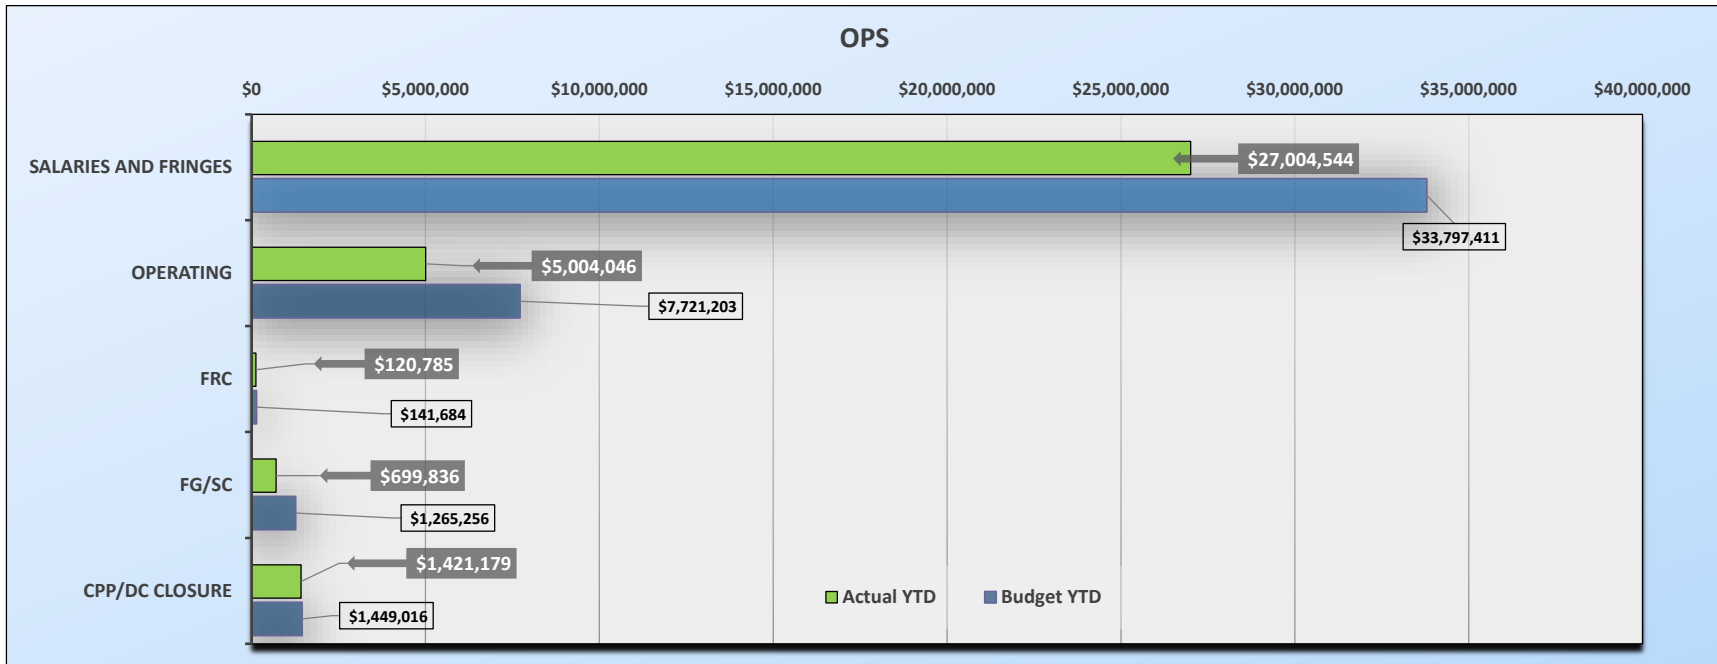 OPS
$0 $5,000,000 $10,000,000 $15,000,000 $20,000,000 $25,000,000 $30,000,000 $35,000,000 $40,000,000
SALARIES AND FRINGES
$27,004,544
$33,797,411
OPERATING
$5,004,046
$7,721,203
FRC
$120,785
$141,684
FG/SC
$699,836
$1,265,256
CPP/DC CLOSURE
$1,421,179
$1,449,016
Actual YTD Budget YTD